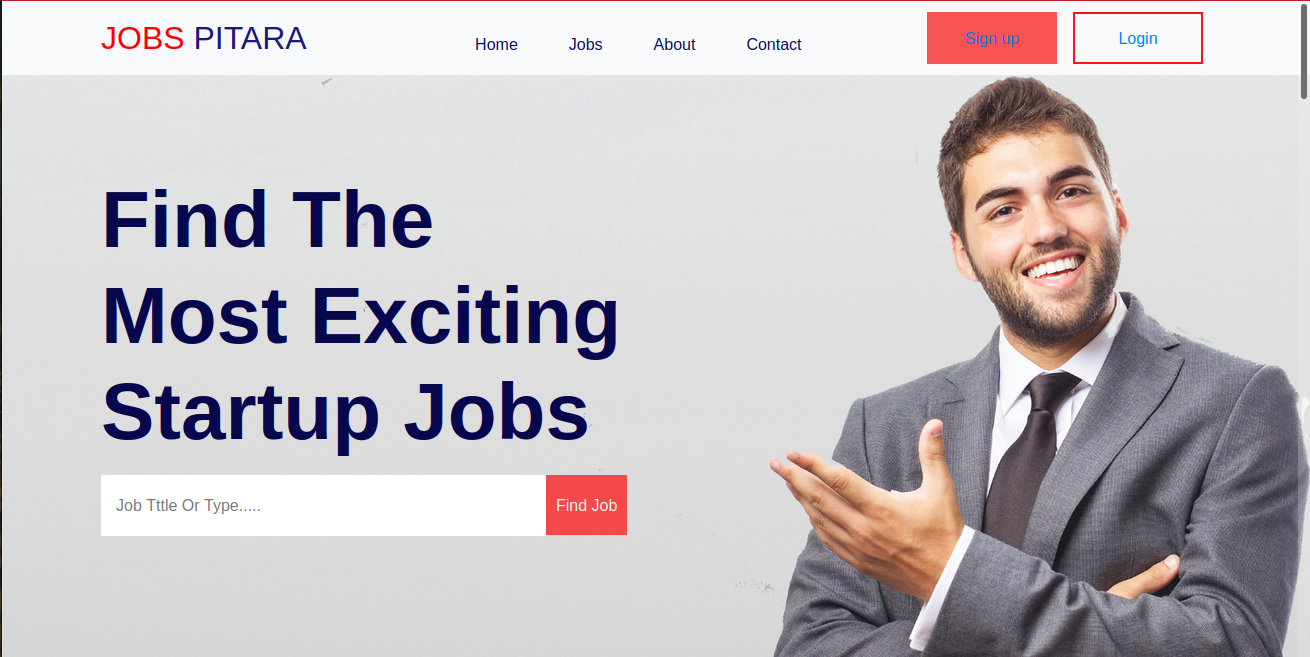 JOBS PITARA
Home Jobs About Contact
Sign up Login
Find The
Most Exciting
Startup Jobs
Job Tttle Or Type.....
Find Job